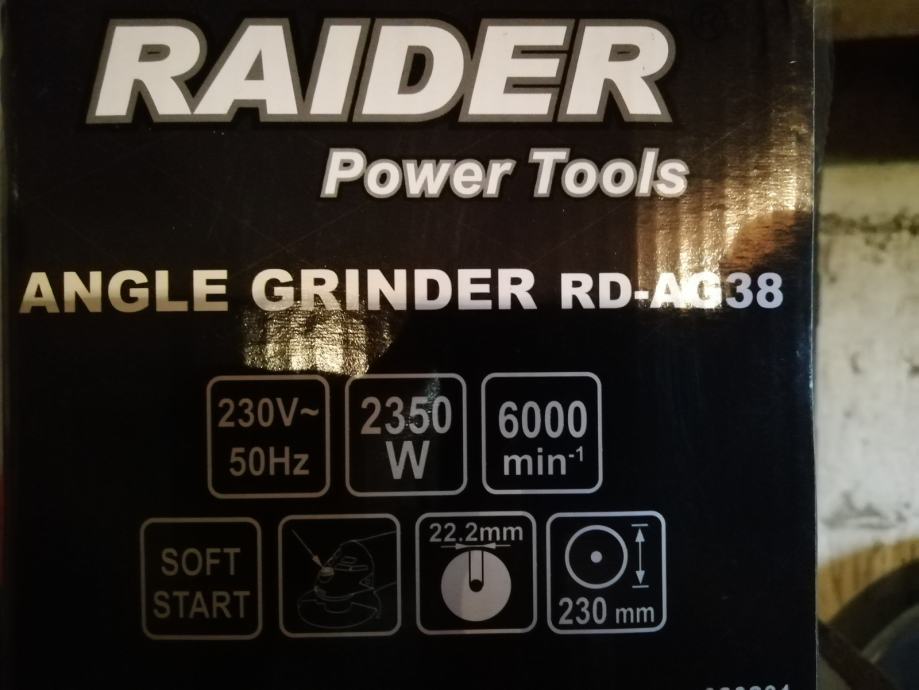 RAIDER
Power Tools
ANGLE GRINDER RD-AG38
230V~
50Hz
2350
W
6000
min⁻¹
SOFT
START
22.2mm
230 mm